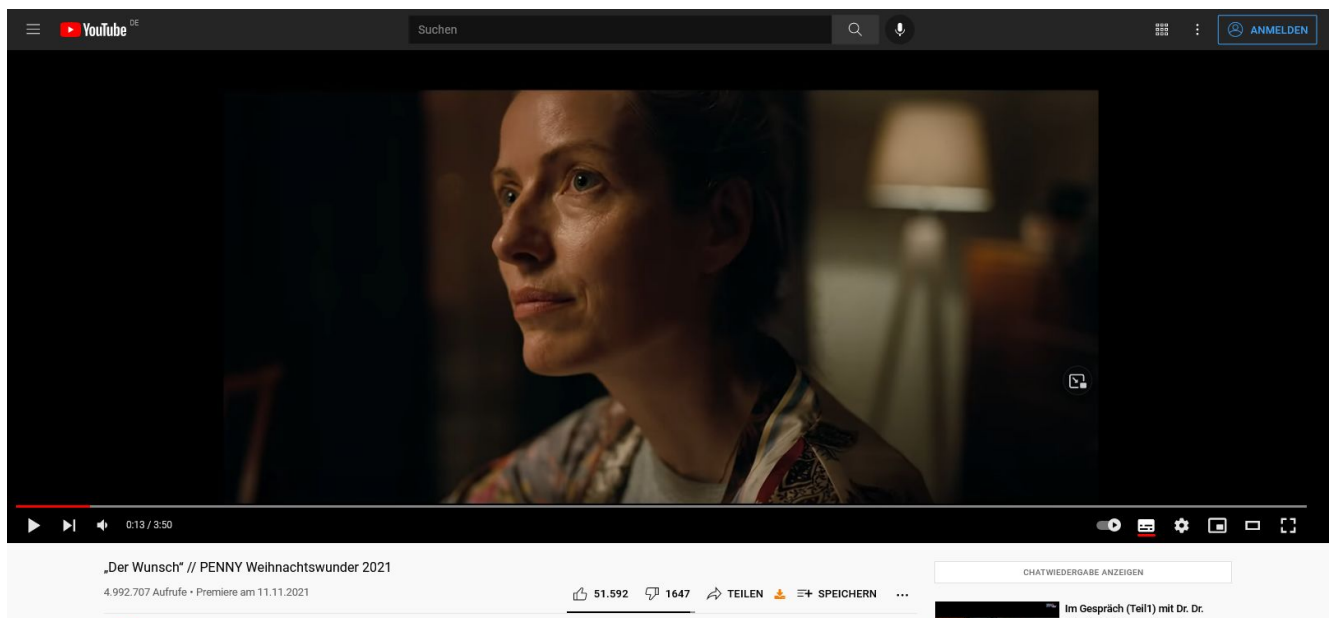 YouTube DE
Suchen
ANMELDEN
0:13 / 3:50
„Der Wunsch“ // PENNY Weihnachtswunder 2021
4.992.707 Aufrufe • Premiere am 11.11.2021
51.592
1647
TEILEN
SPEICHERN
CHATWIEDERGABE ANZEIGEN
Im Gespräch (Teil1) mit Dr. Dr.